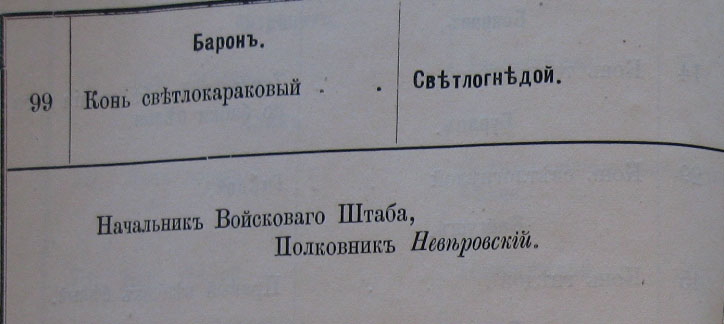 Баронъ.
99 Конь свѣтлокараковый . . Свѣтлогнѣдой.
Начальникъ Войсковаго Штаба,
Полковникъ Невѣровскій.